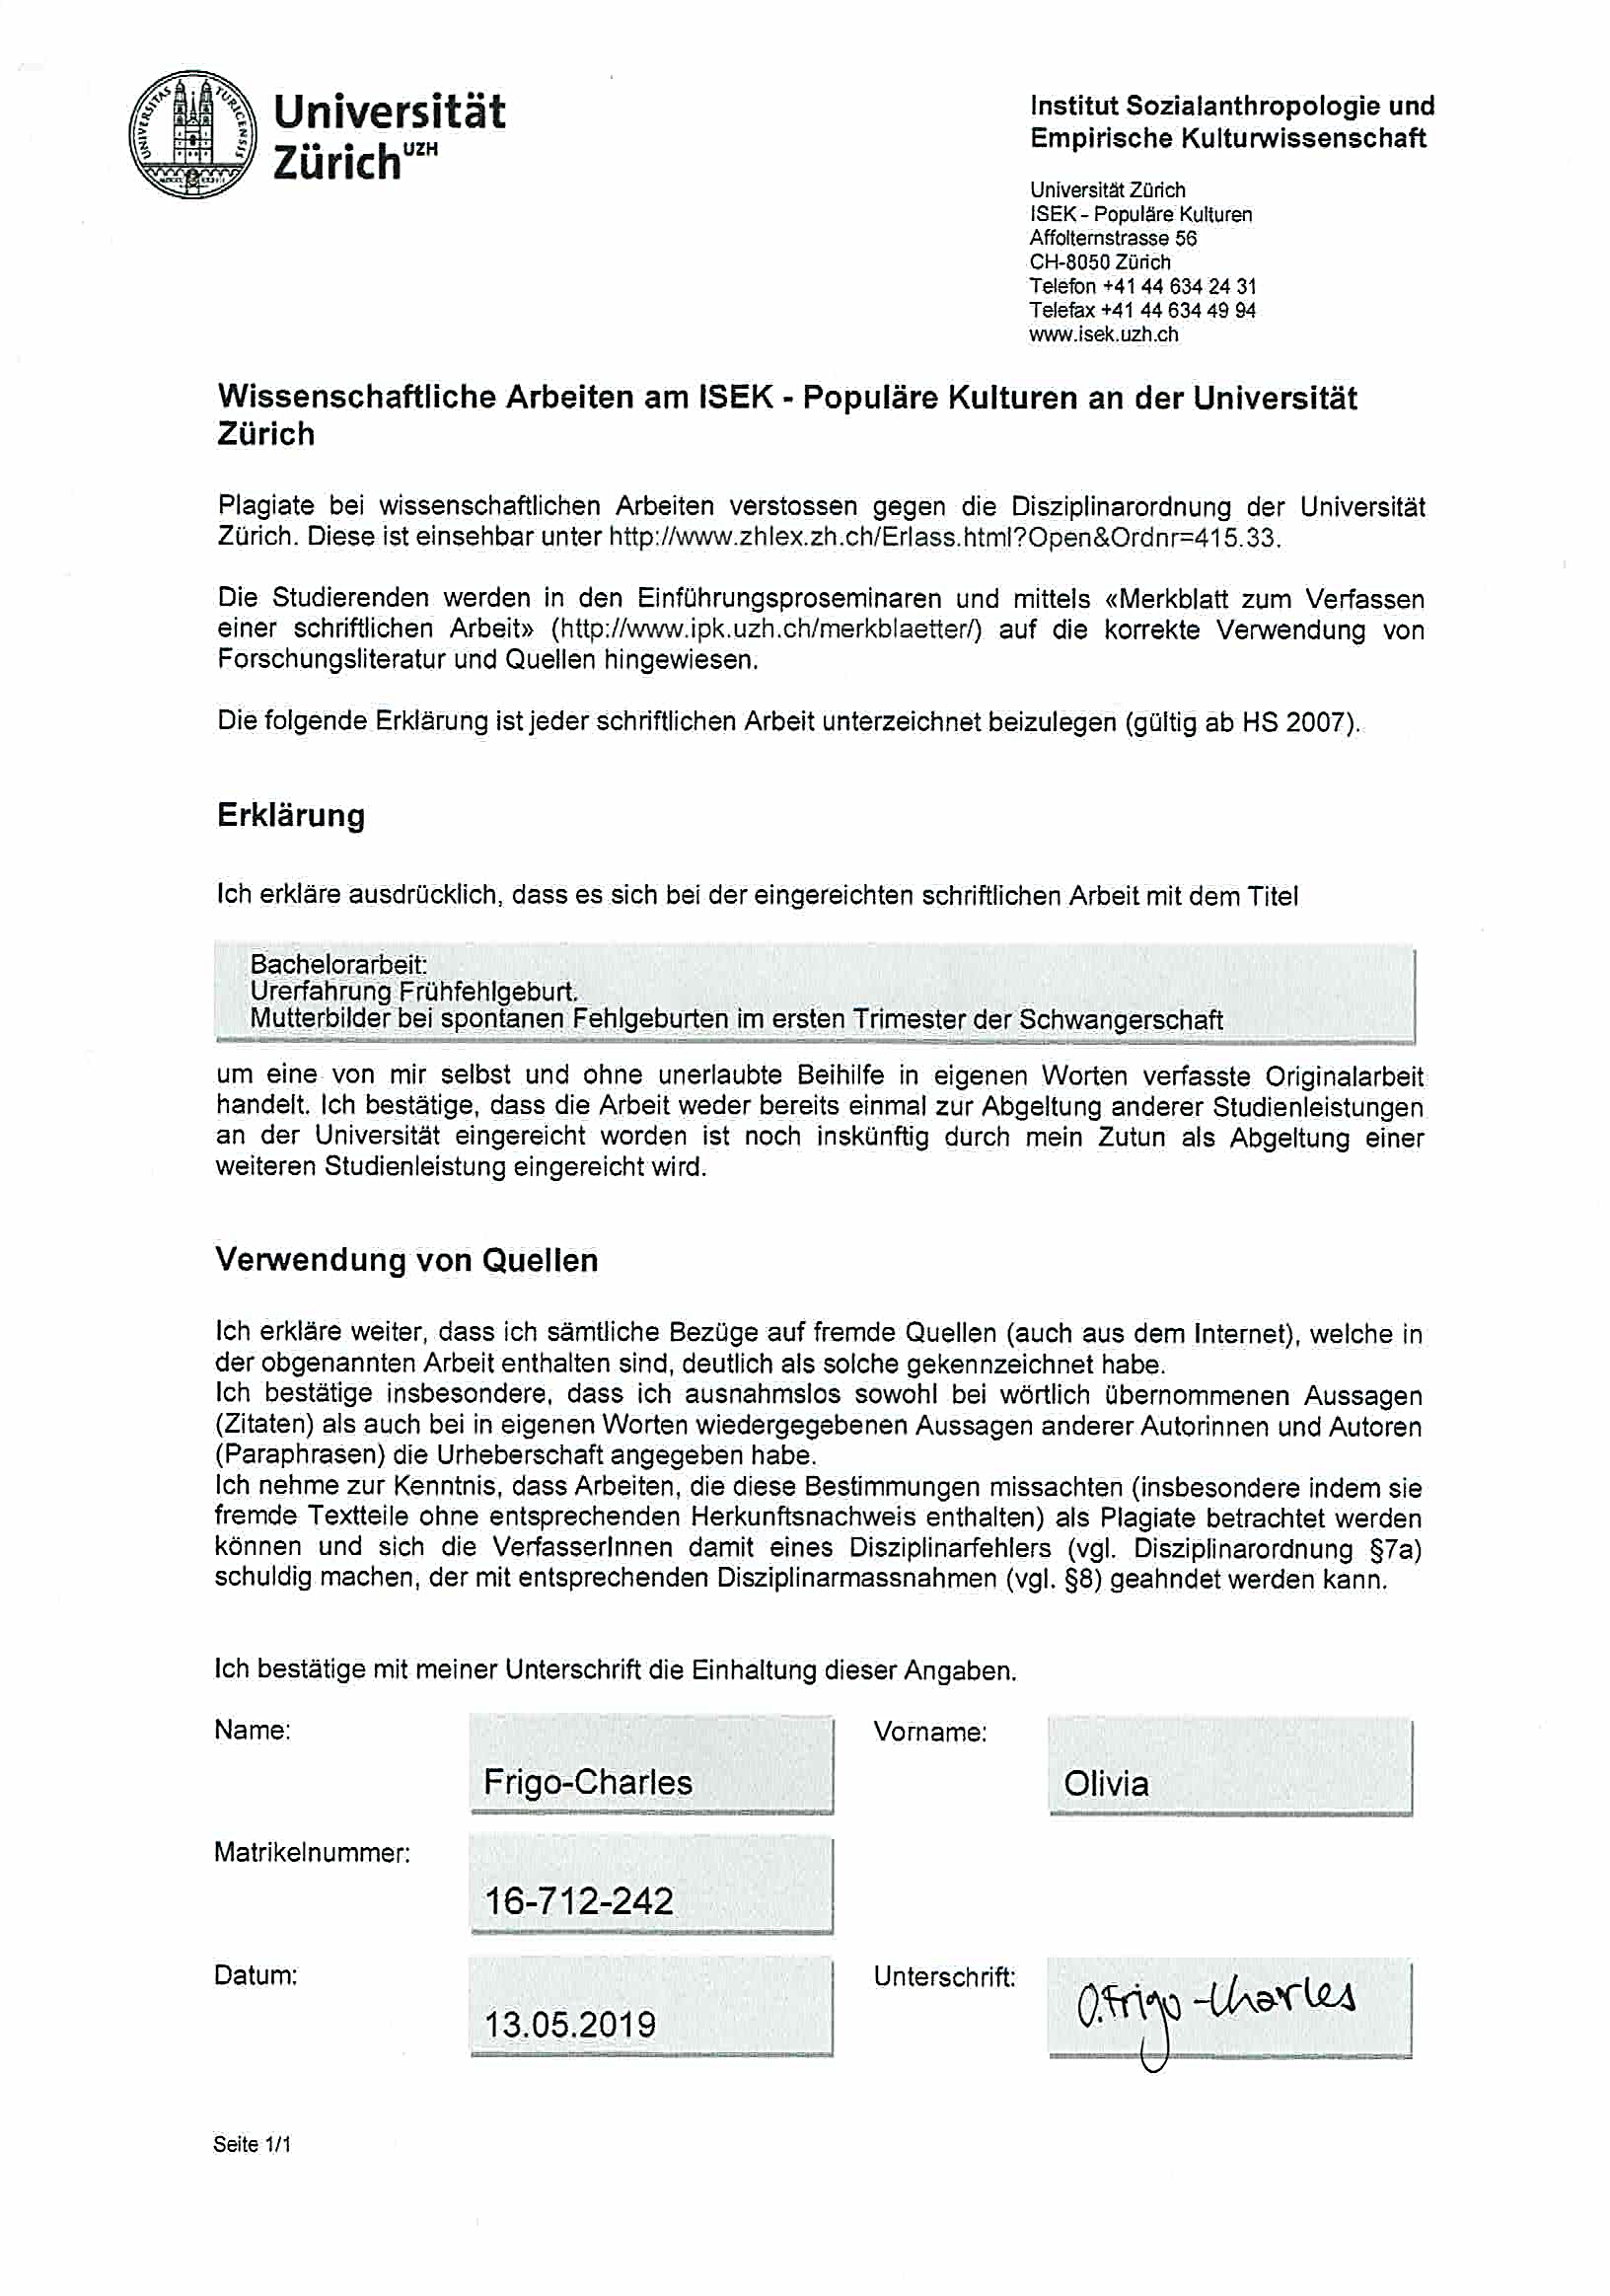 UNIVERSITAS TURICENSIS
Universität
Zürich UZH
Institut Sozialanthropologie und
Empirische Kulturwissenschaft
Universität Zürich
ISEK - Populäre Kulturen
Affolternstrasse 56
CH-8050 Zürich
Telefon +41 44 634 24 31
Telefax +41 44 634 49 94
www.isek.uzh.ch
Wissenschaftliche Arbeiten am ISEK - Populäre Kulturen an der Universität
Zürich
Plagiate bei wissenschaftlichen Arbeiten verstossen gegen die Disziplinarordnung der Universität
Zürich. Diese ist einsehbar unter http://www.zhlex.zh.ch/Erlass.html?Open&Ordnr=415.33.
Die Studierenden werden in den Einführungsproseminaren und mittels «Merkblatt zum Verfassen
einer schriftlichen Arbeit» (http://www.ipk.uzh.ch/merkblaetter/) auf die korrekte Verwendung von
Forschungsliteratur und Quellen hingewiesen.
Die folgende Erklärung ist jeder schriftlichen Arbeit unterzeichnet beizulegen (gültig ab HS 2007).
Erklärung
Ich erkläre ausdrücklich, dass es sich bei der eingereichten schriftlichen Arbeit mit dem Titel
Bachelorarbeit:
Urerfahrung Frühfehlgeburt.
Mutterbilder bei spontanen Fehlgeburten im ersten Trimester der Schwangerschaft
um eine von mir selbst und ohne unerlaubte Beihilfe in eigenen Worten verfasste Originalarbeit
handelt. Ich bestätige, dass die Arbeit weder bereits einmal zur Abgeltung anderer Studienleistungen
an der Universität eingereicht worden ist noch inskünftig durch mein Zutun als Abgeltung einer
weiteren Studienleistung eingereicht wird.
Verwendung von Quellen
Ich erkläre weiter, dass ich sämtliche Bezüge auf fremde Quellen (auch aus dem Internet), welche in
der obgenannten Arbeit enthalten sind, deutlich als solche gekennzeichnet habe.
Ich bestätige insbesondere, dass ich ausnahmslos sowohl bei wörtlich übernommenen Aussagen
(Zitaten) als auch bei in eigenen Worten wiedergegebenen Aussagen anderer Autorinnen und Autoren
(Paraphrasen) die Urheberschaft angegeben habe.
Ich nehme zur Kenntnis, dass Arbeiten, die diese Bestimmungen missachten (insbesondere indem sie
fremde Textteile ohne entsprechenden Herkunftsnachweis enthalten) als Plagiate betrachtet werden
können und sich die VerfasserInnen damit eines Disziplinarfehlers (vgl. Disziplinarordnung §7a)
schuldig machen, der mit entsprechenden Disziplinarmassnahmen (vgl. §8) geahndet werden kann.
Ich bestätige mit meiner Unterschrift die Einhaltung dieser Angaben.
Name: Frigo-Charles Vorname: Olivia
Matrikelnummer: 16-712-242
Datum: 13.05.2019 Unterschrift: O.Frigo-Charles
Seite 1/1